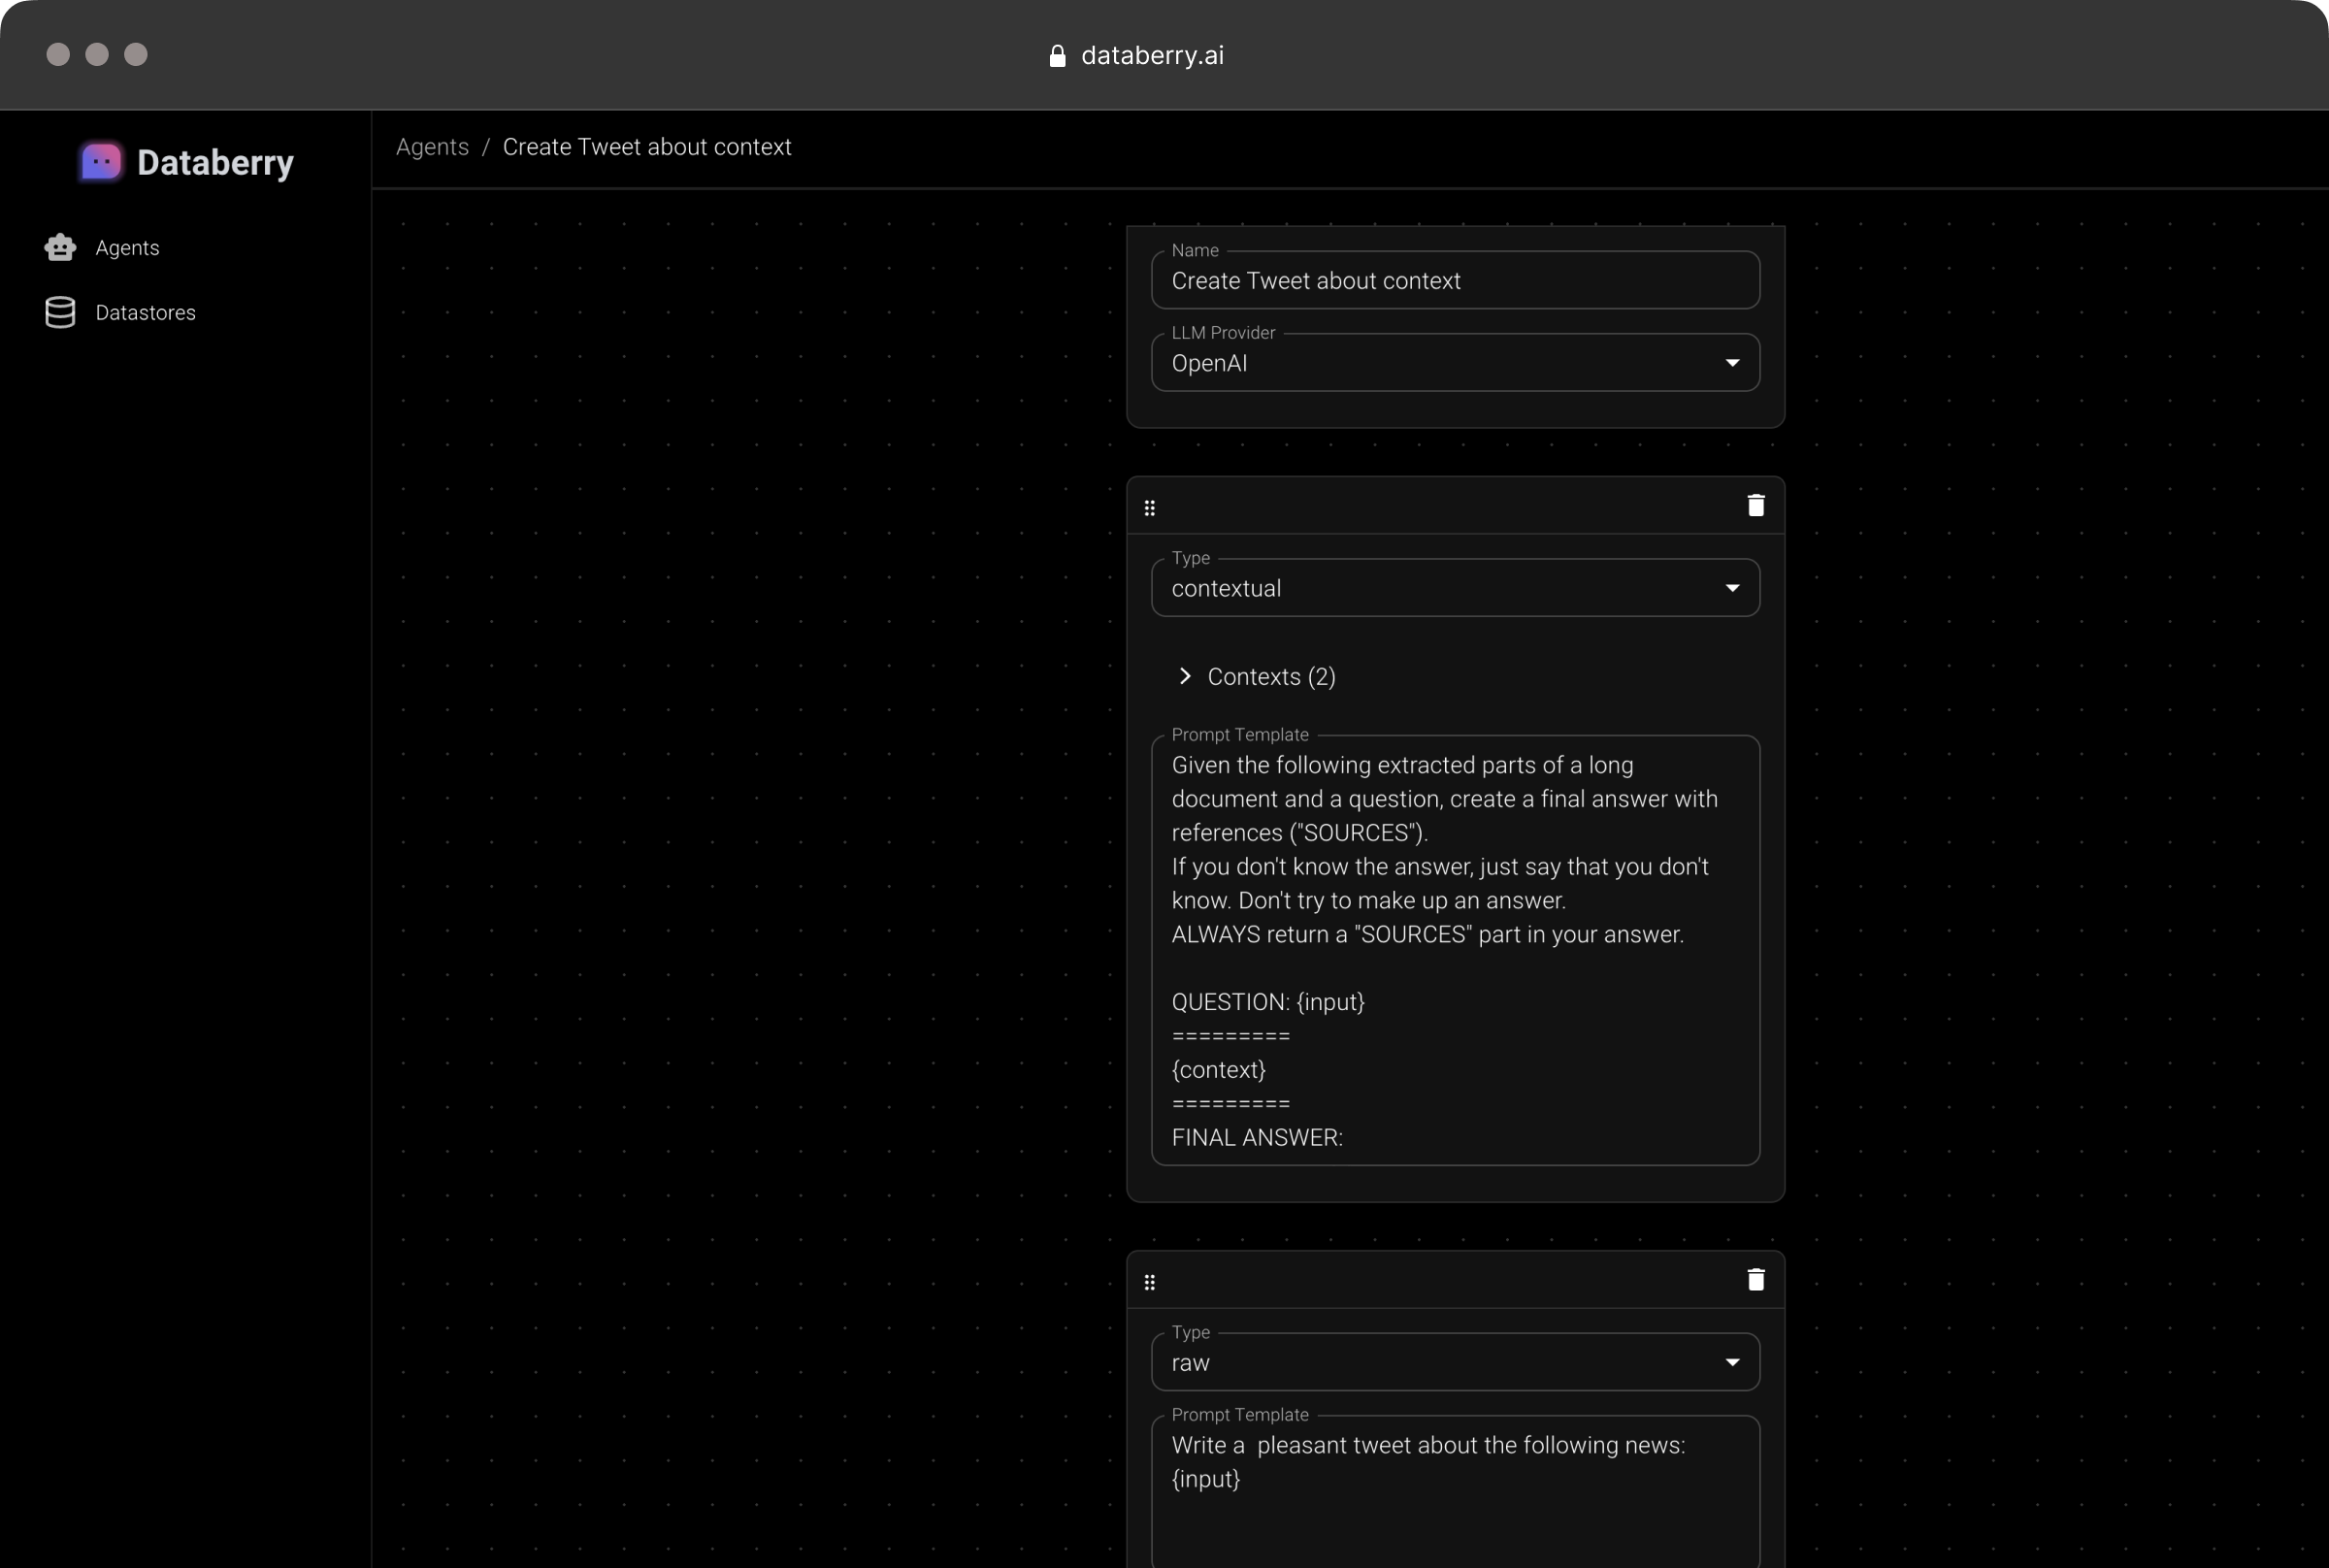 databerry.ai
Databerry
Agents
Datastores
Agents / Create Tweet about context
Name
Create Tweet about context
LLM Provider
OpenAI
Type
contextual
Contexts (2)
Prompt Template
Given the following extracted parts of a long
document and a question, create a final answer with
references ("SOURCES").
If you don't know the answer, just say that you don't
know. Don't try to make up an answer.
ALWAYS return a "SOURCES" part in your answer.
QUESTION: {input}
=========
{context}
=========
FINAL ANSWER:
Type
raw
Prompt Template
Write a  pleasant tweet about the following news:
{input}